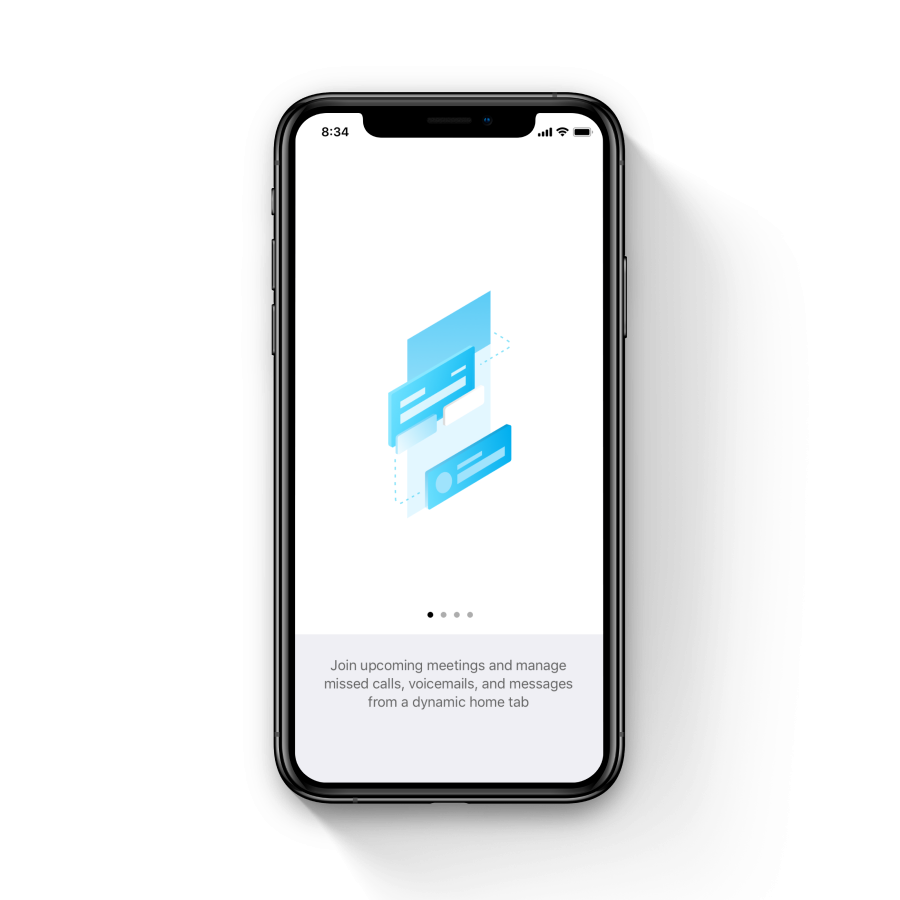 8:34
Join upcoming meetings and manage
missed calls, voicemails, and messages
from a dynamic home tab